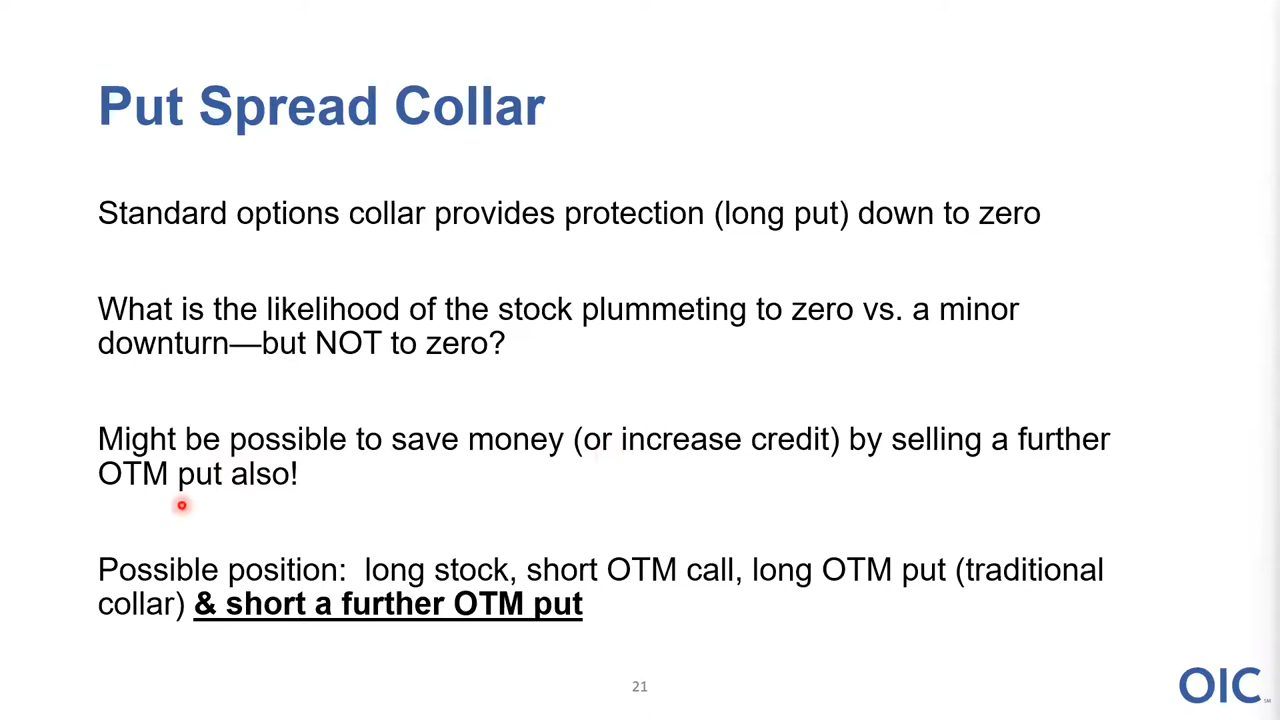 Put Spread Collar
Standard options collar provides protection (long put) down to zero
What is the likelihood of the stock plummeting to zero vs. a minor
downturn—but NOT to zero?
Might be possible to save money (or increase credit) by selling a further
OTM put also!
Possible position:  long stock, short OTM call, long OTM put (traditional
collar) & short a further OTM put
21
OIC℠